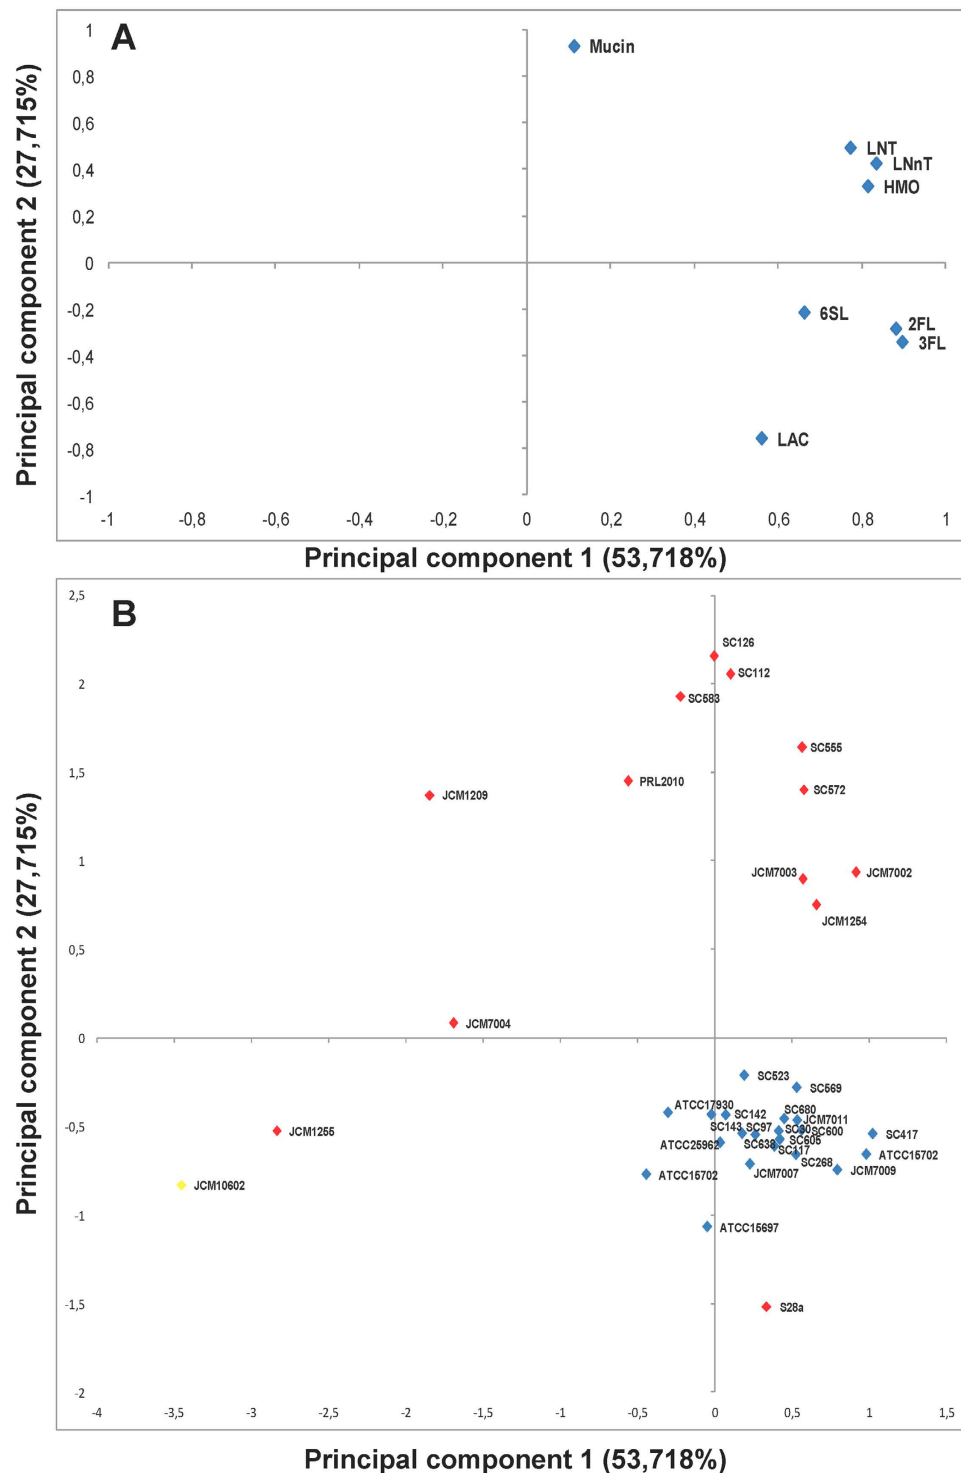 A
1
0,8
0,6
0,4
0,2
0
-0,2
-0,4
-0,6
-0,8
-1
Principal component 2 (27,715%)
Mucin
LNT
LNnT
HMO
6SL
2FL
3FL
LAC
-1 -0,8 -0,6 -0,4 -0,2 0 0,2 0,4 0,6 0,8 1
Principal component 1 (53,718%)
B
2,5
2
1,5
1
0,5
0
-0,5
-1
-1,5
-2
Principal component 2 (27,715%)
SC126
SC112
SC583
SC555
PRL2010
SC572
JCM1209
JCM7003
JCM7002
JCM1254
JCM7004
SC523
SC569
ATCC17930
SC142
SC680
JCM7011
SC143
SC97
SC30
SC600
SC417
JCM1255
ATCC25962
SC638
SC605
SC117
ATCC15702
SC268
JCM7009
JCM7007
ATCC15702
JCM10602
ATCC15697
S28a
-4 -3,5 -3 -2,5 -2 -1,5 -1 -0,5 0 0,5 1 1,5
Principal component 1 (53,718%)